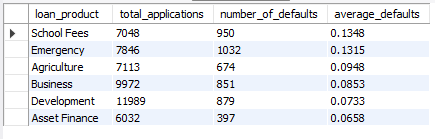 loan_product total_applications number_of_defaults average_defaults
School Fees 7048 950 0.1348
Emergency 7846 1032 0.1315
Agriculture 7113 674 0.0948
Business 9972 851 0.0853
Development 11989 879 0.0733
Asset Finance 6032 397 0.0658